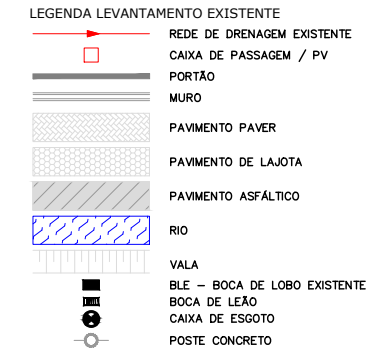 LEGENDA LEVANTAMENTO EXISTENTE
REDE DE DRENAGEM EXISTENTE
CAIXA DE PASSAGEM / PV
PORTÃO
MURO
PAVIMENTO PAVER
PAVIMENTO DE LAJOTA
PAVIMENTO ASFÁLTICO
RIO
VALA
BLE – BOCA DE LOBO EXISTENTE
BOCA DE LEÃO
CAIXA DE ESGOTO
POSTE CONCRETO